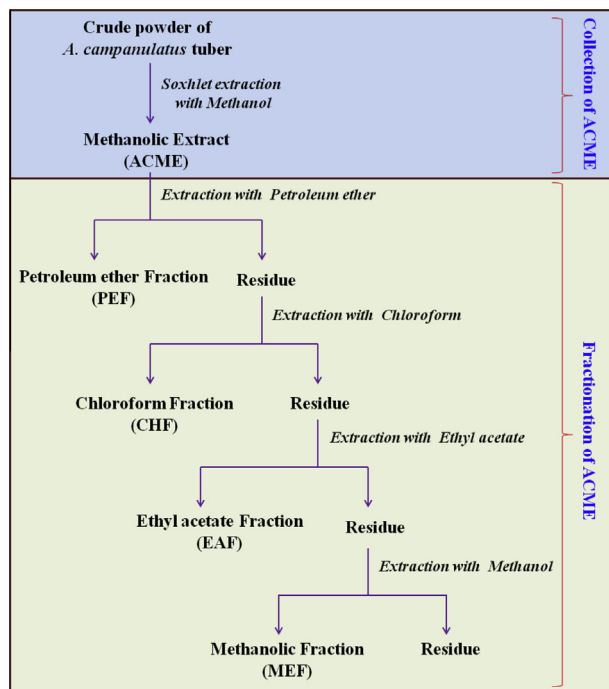 Crude powder of
A. campanulatus tuber
Soxhlet extraction
with Methanol
Methanolic Extract
(ACME)
Collection of ACME
Extraction with Petroleum ether
Petroleum ether Fraction
(PEF)
Residue
Extraction with Chloroform
Chloroform Fraction
(CHF)
Residue
Extraction with Ethyl acetate
Ethyl acetate Fraction
(EAF)
Residue
Extraction with Methanol
Methanolic Fraction
(MEF)
Residue
Fractionation of ACME